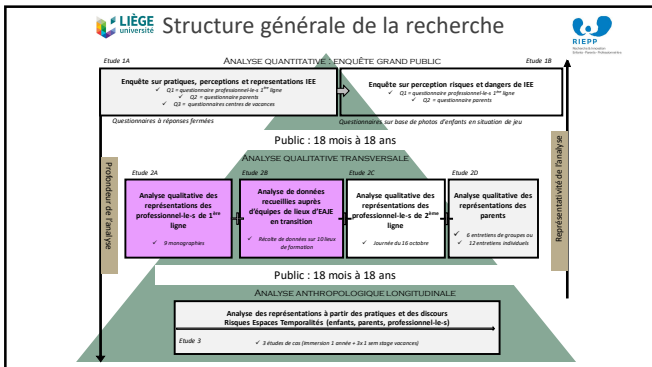 LIÈGE
université
Structure générale de la recherche
RIEPP
Etude 1A
ANALYSE QUANTITATIVE : ENQUÊTE GRAND PUBLIC
Etude 1B
Enquête sur pratiques, perceptions et representations IEE
✓ Q1= questionnaire professionnel-le-s 1ère ligne
✓ Q2 = questionnaire parents
✓ Q3 = questionnaires centres de vacances
Enquête sur perception risques et dangers de IEE
✓ Q1 = questionnaire professionnel-le-s 1ère ligne
✓ Q2 = questionnaire parents
Questionnaires à réponses fermées
Questionnaires sur base de photos d'enfants en situation de jeu
Public : 18 mois à 18 ans
ANALYSE QUALITATIVE TRANSVERSALE
Profondeur de l'analyse
Etude 2A
Analyse qualitative des
représentations des
professionnel-le-s de 1ère
ligne
✓ 9 monographies
Etude 2B
Analyse de données
recueillies auprès
d'équipes de lieux d'EAJE
en transition
✓ Récolte de données sur 10 lieux
de formation
Etude 2C
Analyse qualitative des
représentations des
professionnel-le-s de 2ème
ligne
✓ Journée du 16 octobre
Etude 2D
Analyse qualitative des
représentations des
parents
✓ 6 entretiens de groupes ou
✓ 12 entretiens individuels
Représentativité de l'analyse
Public : 18 mois à 18 ans
ANALYSE ANTHROPOLOGIQUE LONGITUDINALE
Analyse des représentations à partir des pratiques et des discours
Risques Espaces Temporalités (enfants, parents, professionnel-le-s)
Etude 3
✓ 3 études de cas (Immersion 1 année + 3x 1 sem stage vacances)